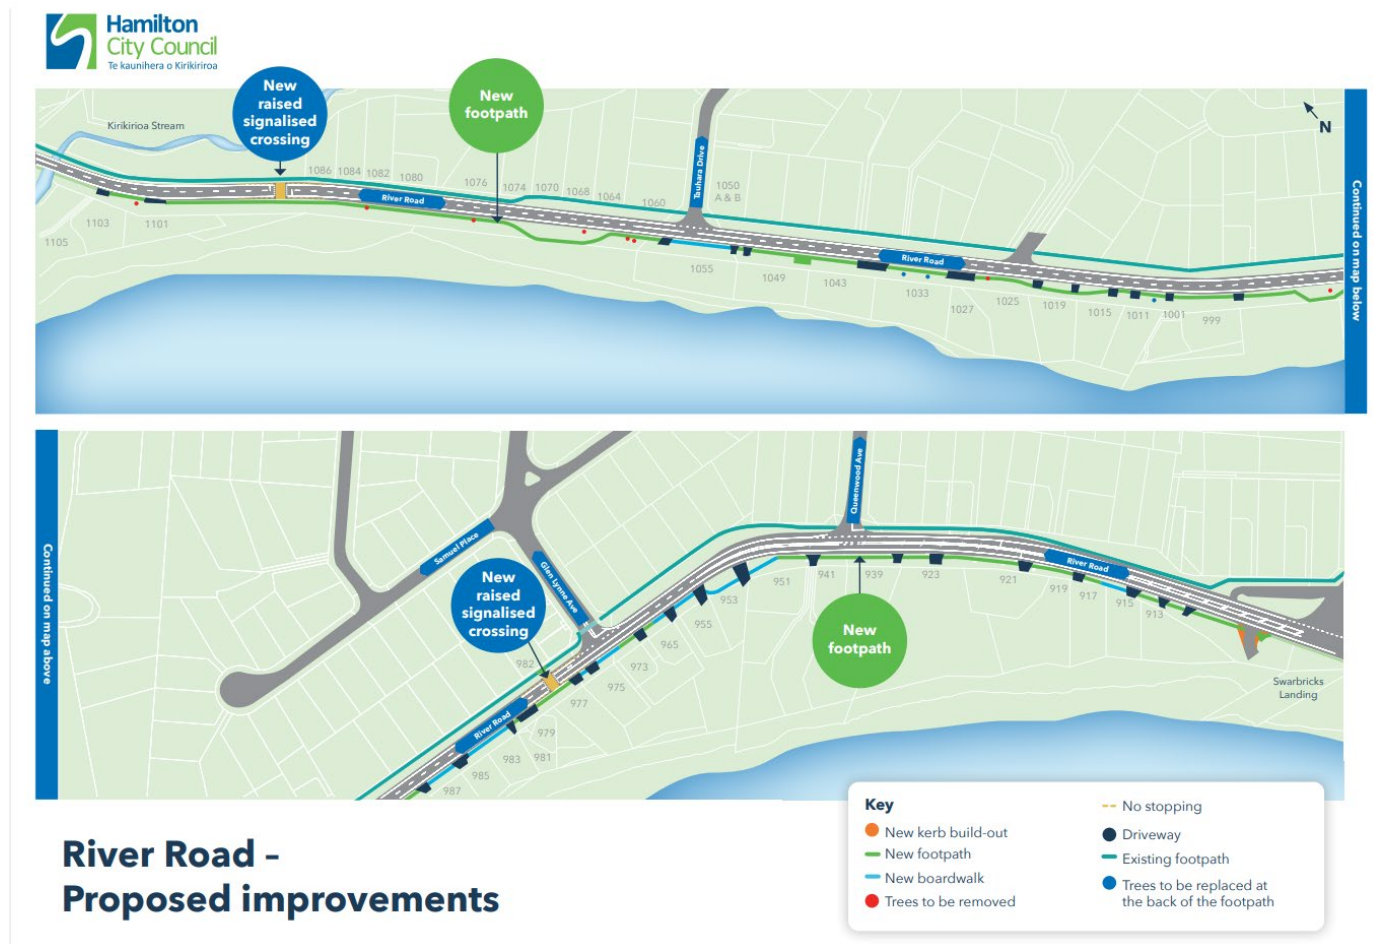 Hamilton
City Council
Te kaunihera o Kirikiriroa
New
raised
signalised
crossing
New
footpath
Kirikirioa Stream
N
Tauhara Drive
1050
A & B
1086 1084 1082 1080
1076 1074 1070 1068 1064 1060
River Road
River Road
1105
1103
1101
1055
1049
1043
1033
1027
1025
1019
1015
1011
1001
999
Continued on map below
Continued on map above
Samuel Place
Glen Lynne Ave
Queenwood Ave
New
raised
signalised
crossing
New
footpath
River Road
River Road
982
987
985
983
981
979
977
975
973
965
955
953
951
941
939
923
921
919
917
915
913
Swarbricks
Landing
River Road –
Proposed improvements
Key
New kerb build-out
New footpath
New boardwalk
Trees to be removed
No stopping
Driveway
Existing footpath
Trees to be replaced at
the back of the footpath